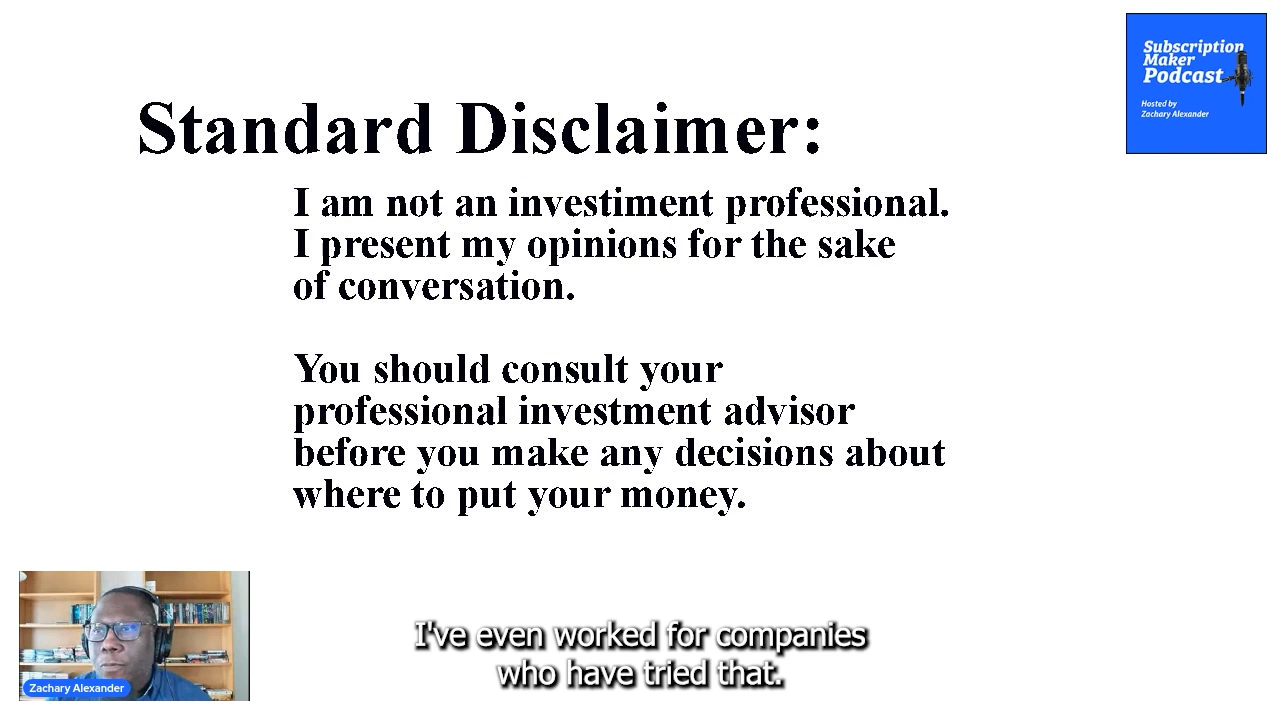 Subscription
Maker
Podcast
Hosted by
Zachary Alexander
Standard Disclaimer:
I am not an investiment professional.
I present my opinions for the sake
of conversation.
You should consult your
professional investment advisor
before you make any decisions about
where to put your money.
Zachary Alexander
I've even worked for companies
who have tried that.